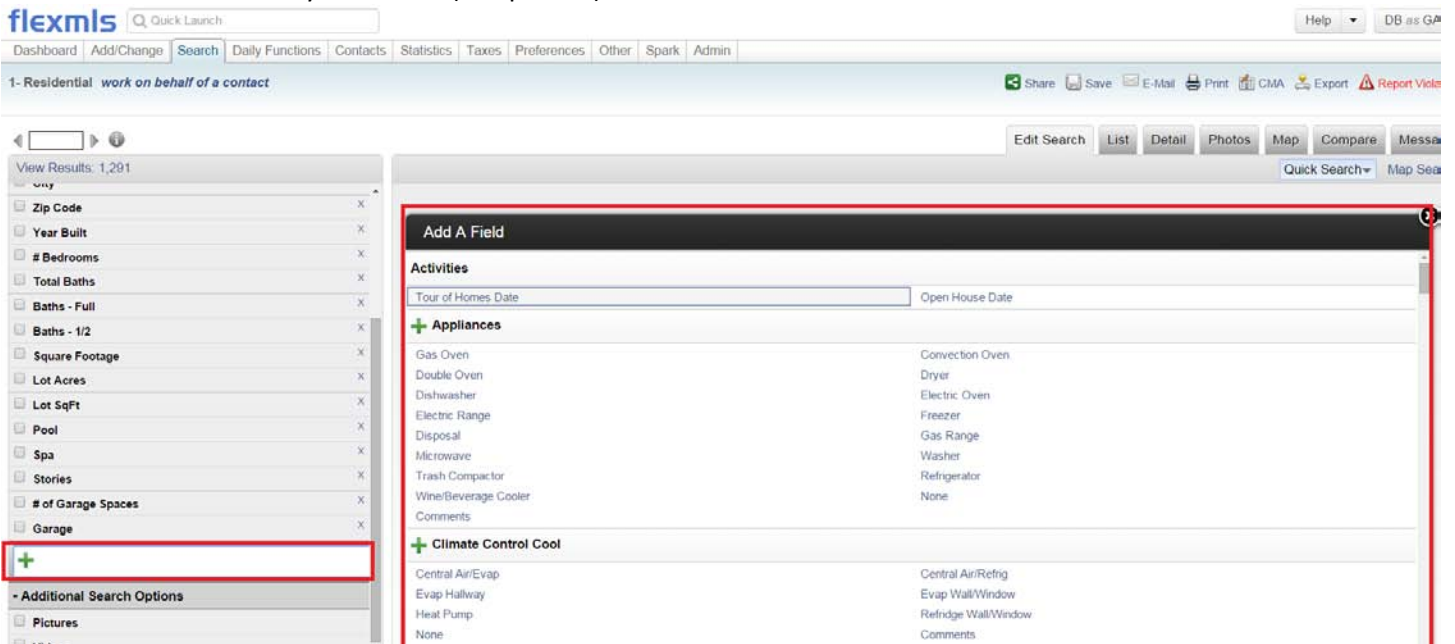 flexmls Quick Launch Help DB as GA
Dashboard Add/Change Search Daily Functions Contacts Statistics Taxes Preferences Other Spark Admin
1- Residential work on behalf of a contact Share Save E-Mail Print CMA Export Report
Edit Search List Detail Photos Map Compare
View Results: 1,291 Quick Search Map
City
Zip Code X
Year Built X
# Bedrooms X
Total Baths X
Baths - Full X
Baths - 1/2 X
Square Footage X
Lot Acres X
Lot SqFt X
Pool X
Spa X
Stories X
# of Garage Spaces X
Garage X
- Additional Search Options
Pictures
Add A Field
Activities
Tour of Homes Date Open House Date
Appliances
Gas Oven Convection Oven
Double Oven Dryer
Dishwasher Electric Oven
Electric Range Freezer
Disposal Gas Range
Microwave Washer
Trash Compactor Refrigerator
Wine/Beverage Cooler None
Comments
Climate Control Cool
Central Air/Evap Central Air/Refrig
Evap Hallway Evap Wall/Window
Heat Pump Refridge Wall/Window
None Comments